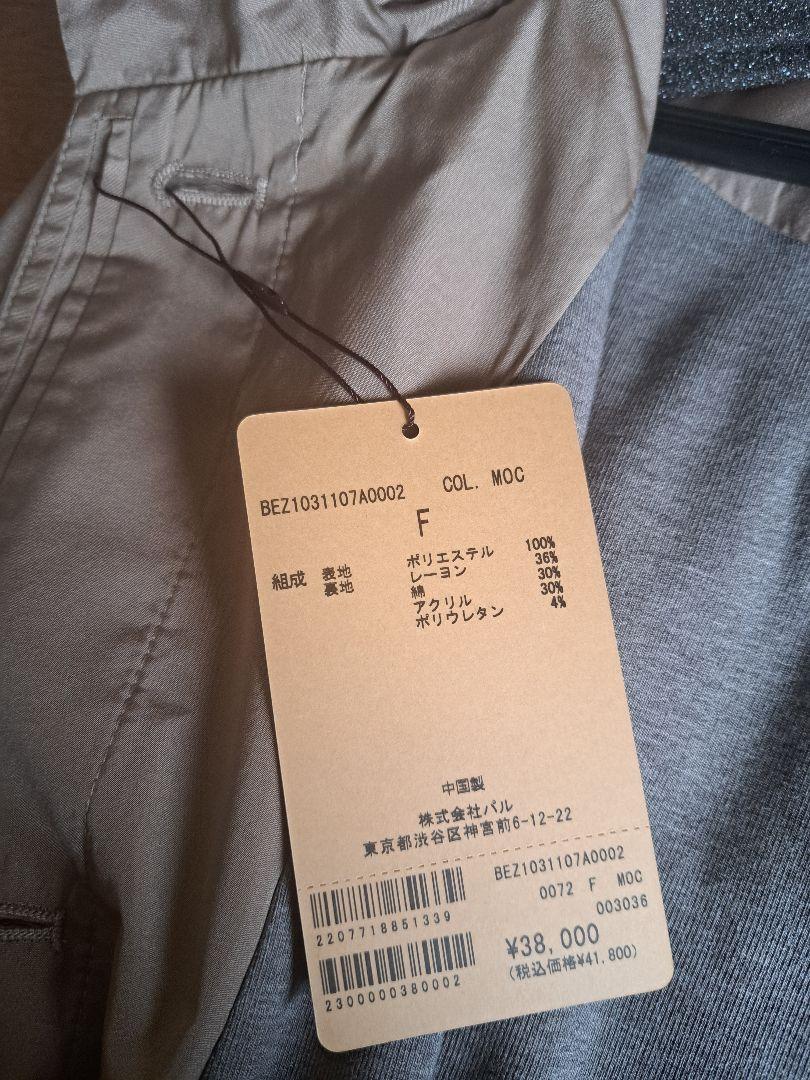 BEZ1031107A0002 COL. MOC
F
組成 表地 ポリエステル 100%
裏地 レーヨン 36%
綿 30%
アクリル 30%
ポリウレタン 4%
中国製
株式会社パル
東京都渋谷区神宮前6-12-22
BEZ1031107A0002
0072 F MOC
003036
2207718851339
¥38,000
(税込価格¥41,800)
2300000380002